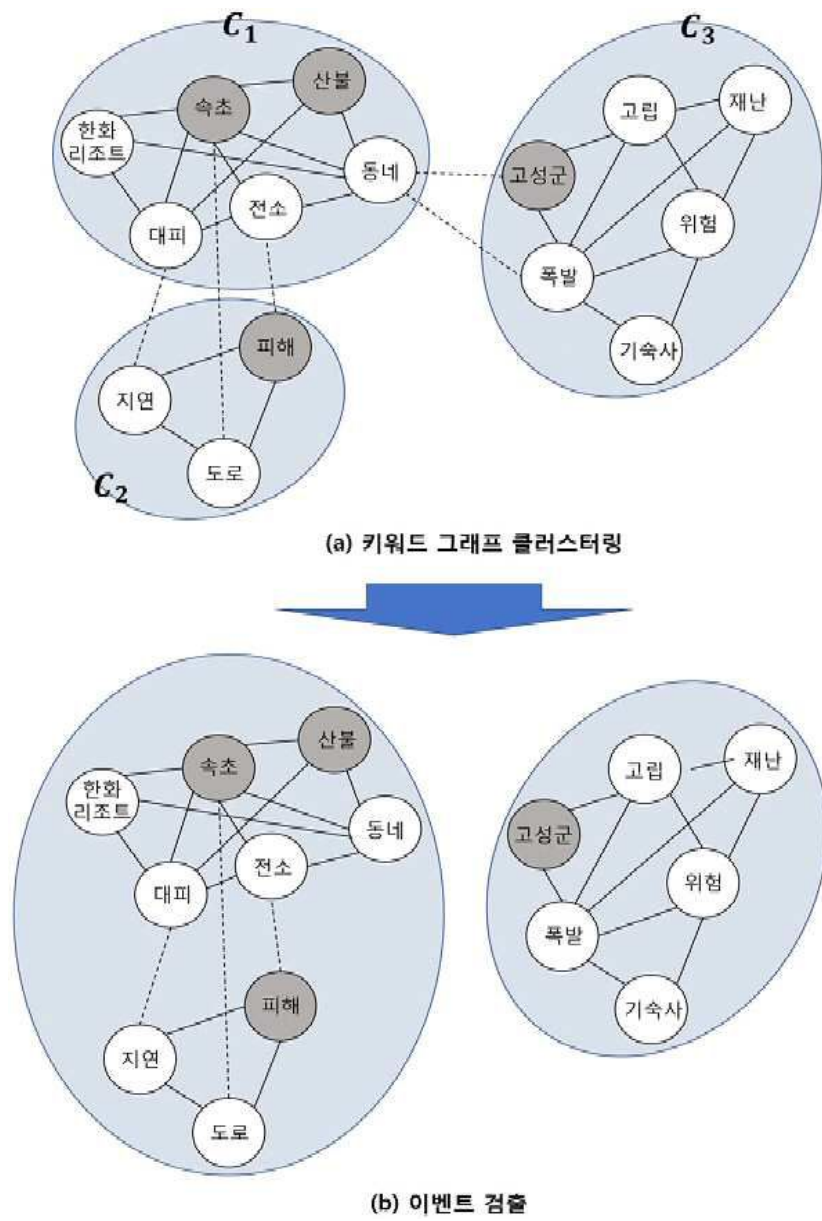 C₁
산불
속초
한화
리조트
동네
전소
대피
C₃
고립
재난
고성군
위험
폭발
기숙사
피해
지연
도로
C₂
(a) 키워드 그래프 클러스터링
산불
속초
한화
리조트
동네
전소
대피
피해
지연
도로
고립
재난
고성군
위험
폭발
기숙사
(b) 이벤트 검출